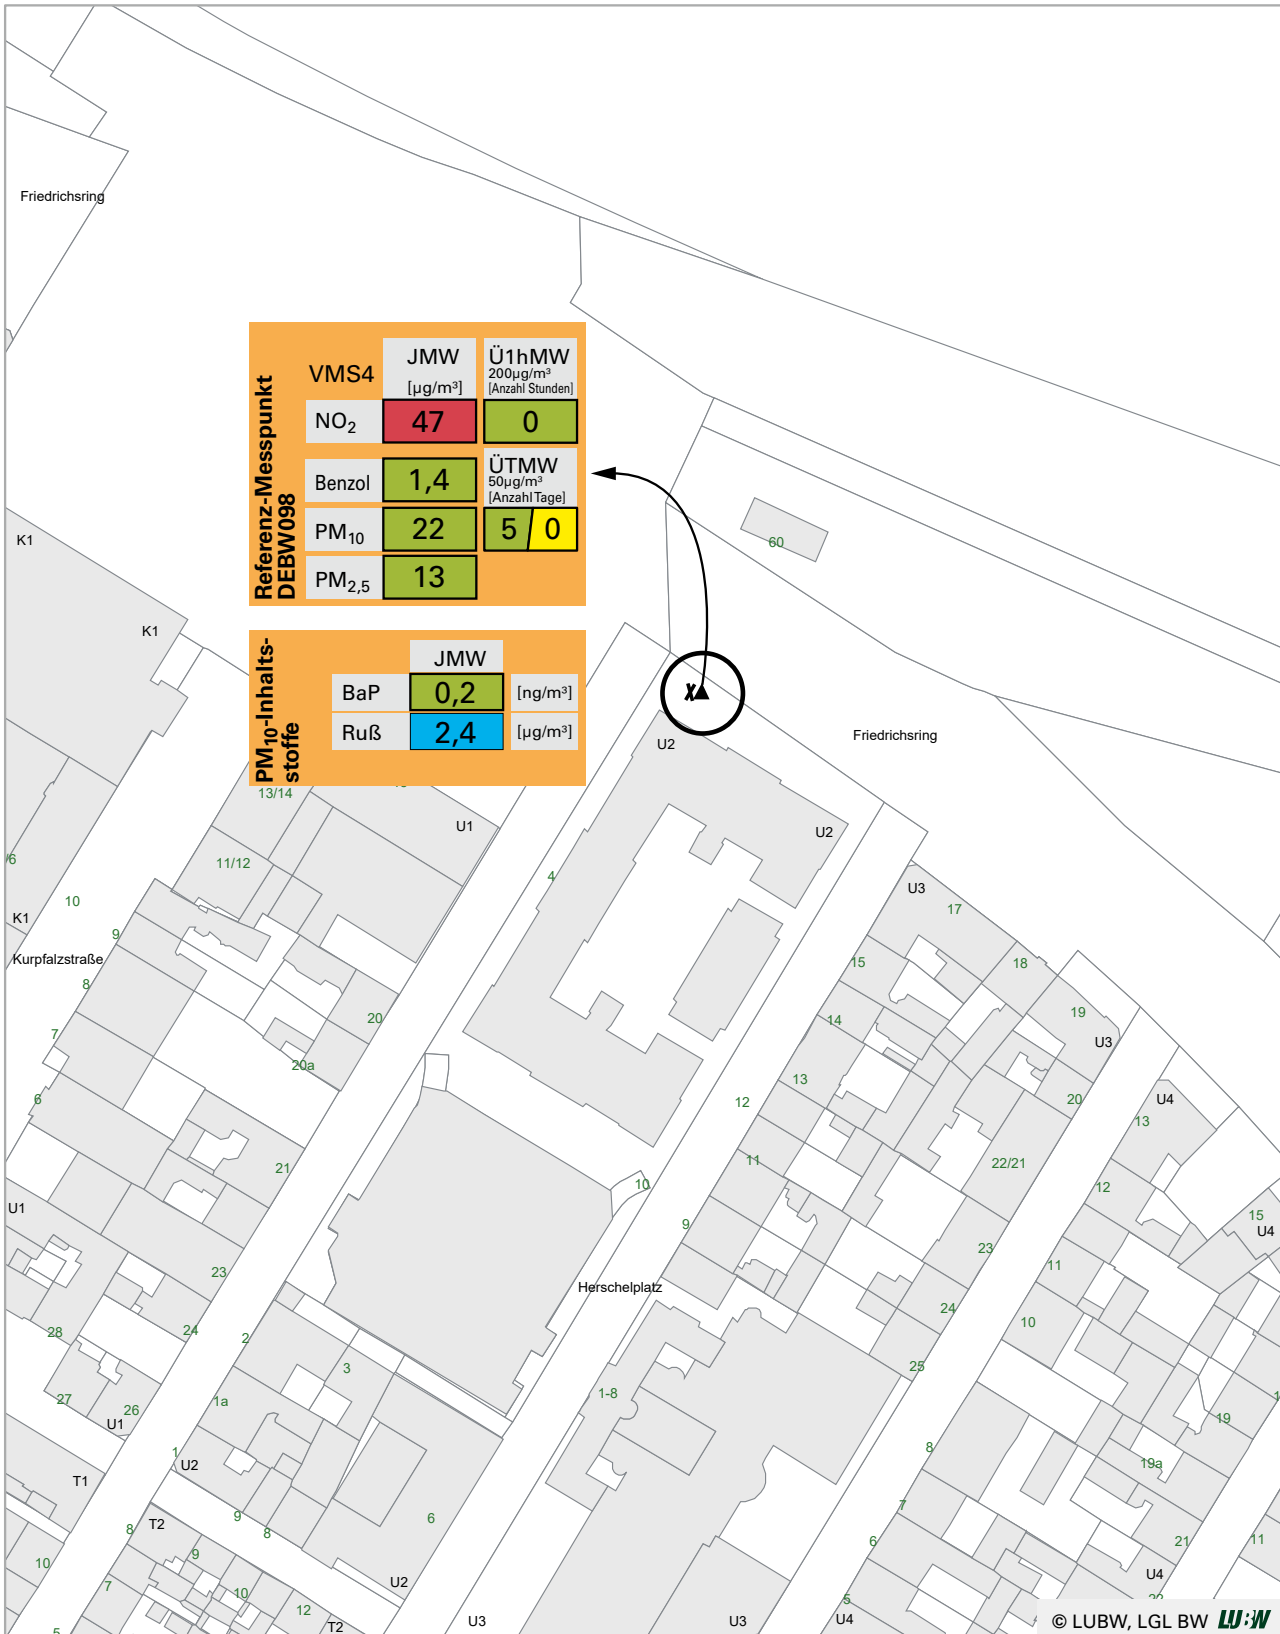 Friedrichsring
Referenz-Messpunkt
DEBW098
VMS4
JMW
[µg/m³]
Ü1hMW
200µg/m³
[Anzahl Stunden]
NO2
47
0
Benzol
1,4
ÜTMW
50µg/m³
[Anzahl Tage]
PM10
22
5
0
PM2,5
13
PM10-Inhalts-
stoffe
JMW
BaP
0,2
[ng/m³]
Ruß
2,4
[µg/m³]
60
K1
K1
U2
Friedrichsring
13/14
U1
U2
11/12
/6
4
10
U3
17
K1
9
Kurpfalzstraße
15
18
8
20
14
19
7
U3
20a
13
6
12
20
U4
13
21
11
22/21
10
12
U1
9
15
U4
23
23
11
Herschelplatz
24
28
24
2
10
3
25
27
1a
1-8
26
U1
19
1
U2
8
19a
T1
7
9
8
6
8
T2
9
6
21
11
10
7
10
U2
U4
12
5
T2
U3
U3
U4
22
5
© LUBW, LGL BW LUBW